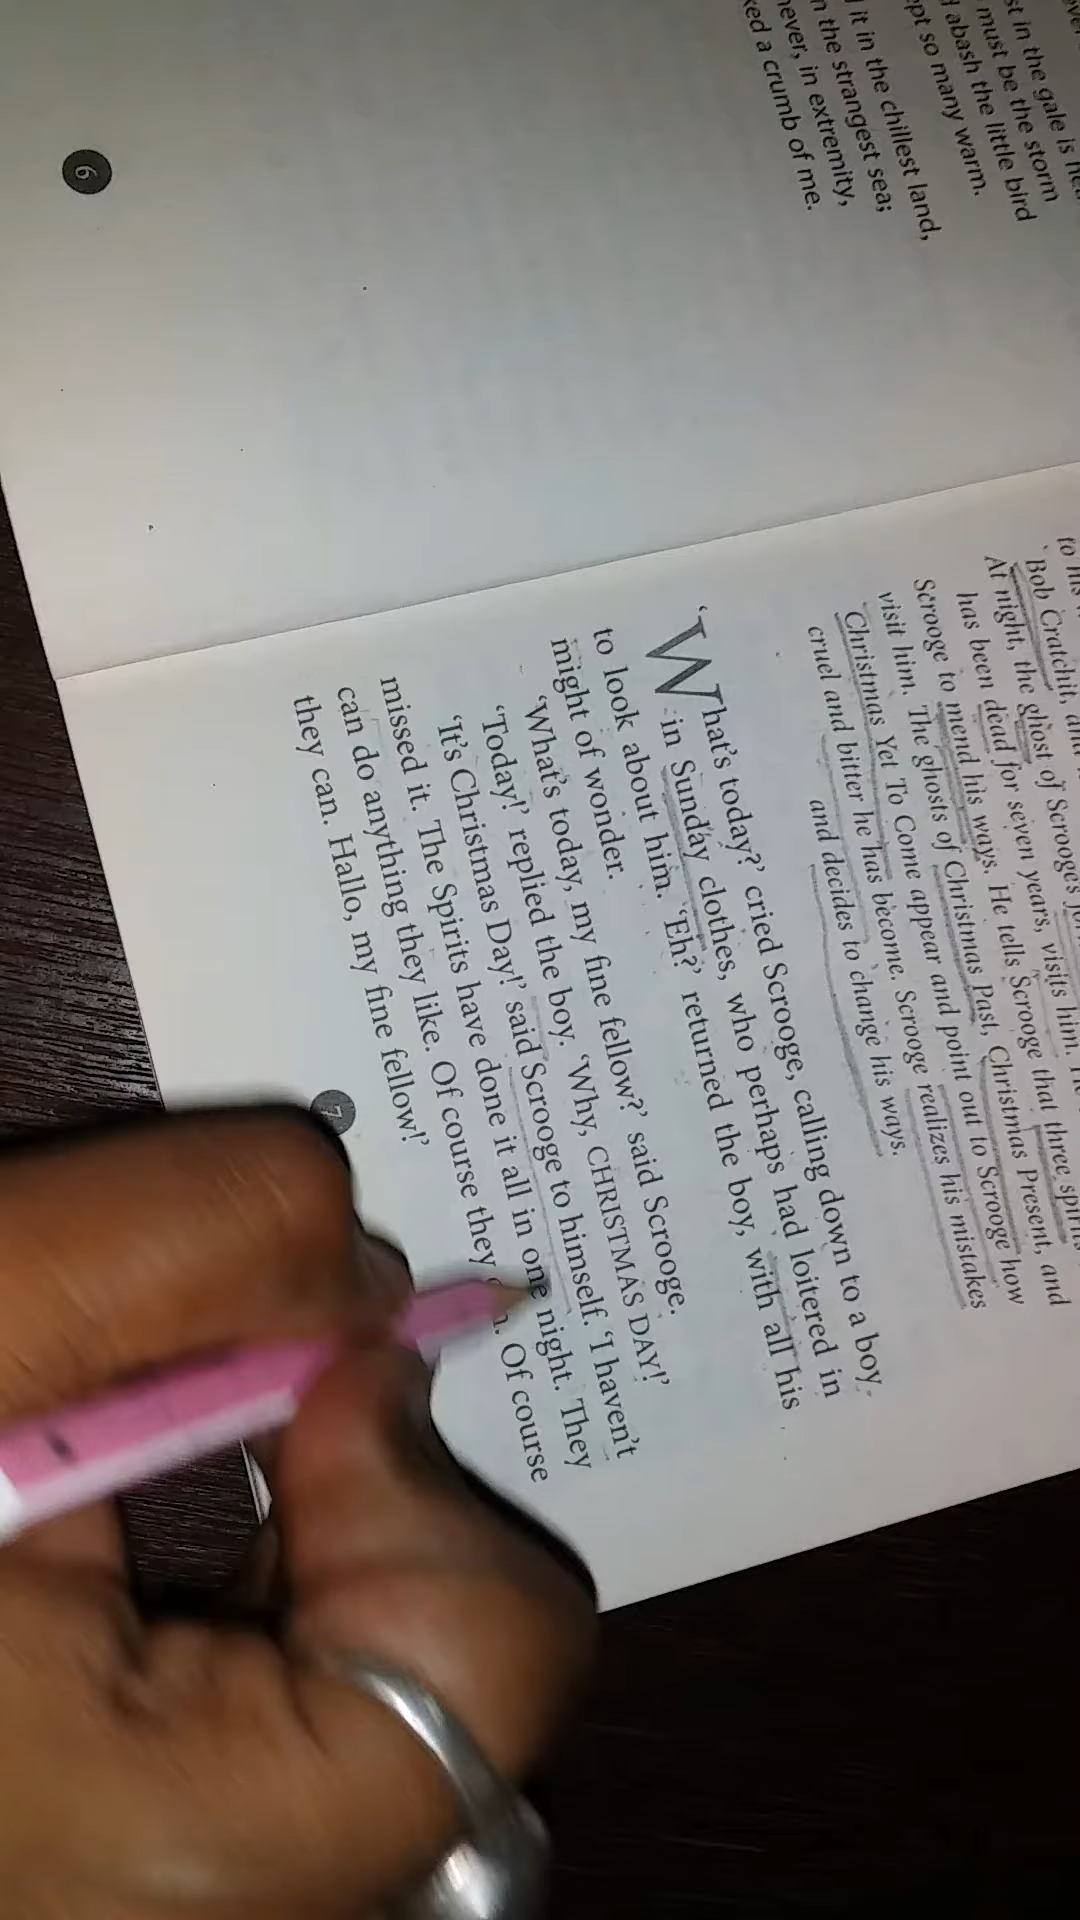 ever
st in the gale is
must be the storm
abash the little bird
ept so many warm.
it in the chillest land,
n the strangest sea;
never, in extremity,
ked a crumb of me.
6
to his
Bob Cratchit, and
At night, the ghost of Scrooge's
has been dead for seven years, visits him. He
Scrooge to mend his ways. He tells Scrooge that three spirits
visit him. The ghosts of Christmas Past, Christmas Present, and
Christmas Yet To Come appear and point out to Scrooge how
cruel and bitter he has become. Scrooge realizes his mistakes
and decides to change his ways.
'What's today?' cried Scrooge, calling down to a boy
in Sunday clothes, who perhaps had loitered in
to look about him. 'Eh?' returned the boy, with all his
might of wonder.
'What's today, my fine fellow?' said Scrooge.
'Today!' replied the boy. 'Why, CHRISTMAS DAY!'
'It's Christmas Day!' said Scrooge to himself. 'I haven't
missed it. The Spirits have done it all in one night. They
can do anything they like. Of course they Of course
they can. Hallo, my fine fellow!'
7